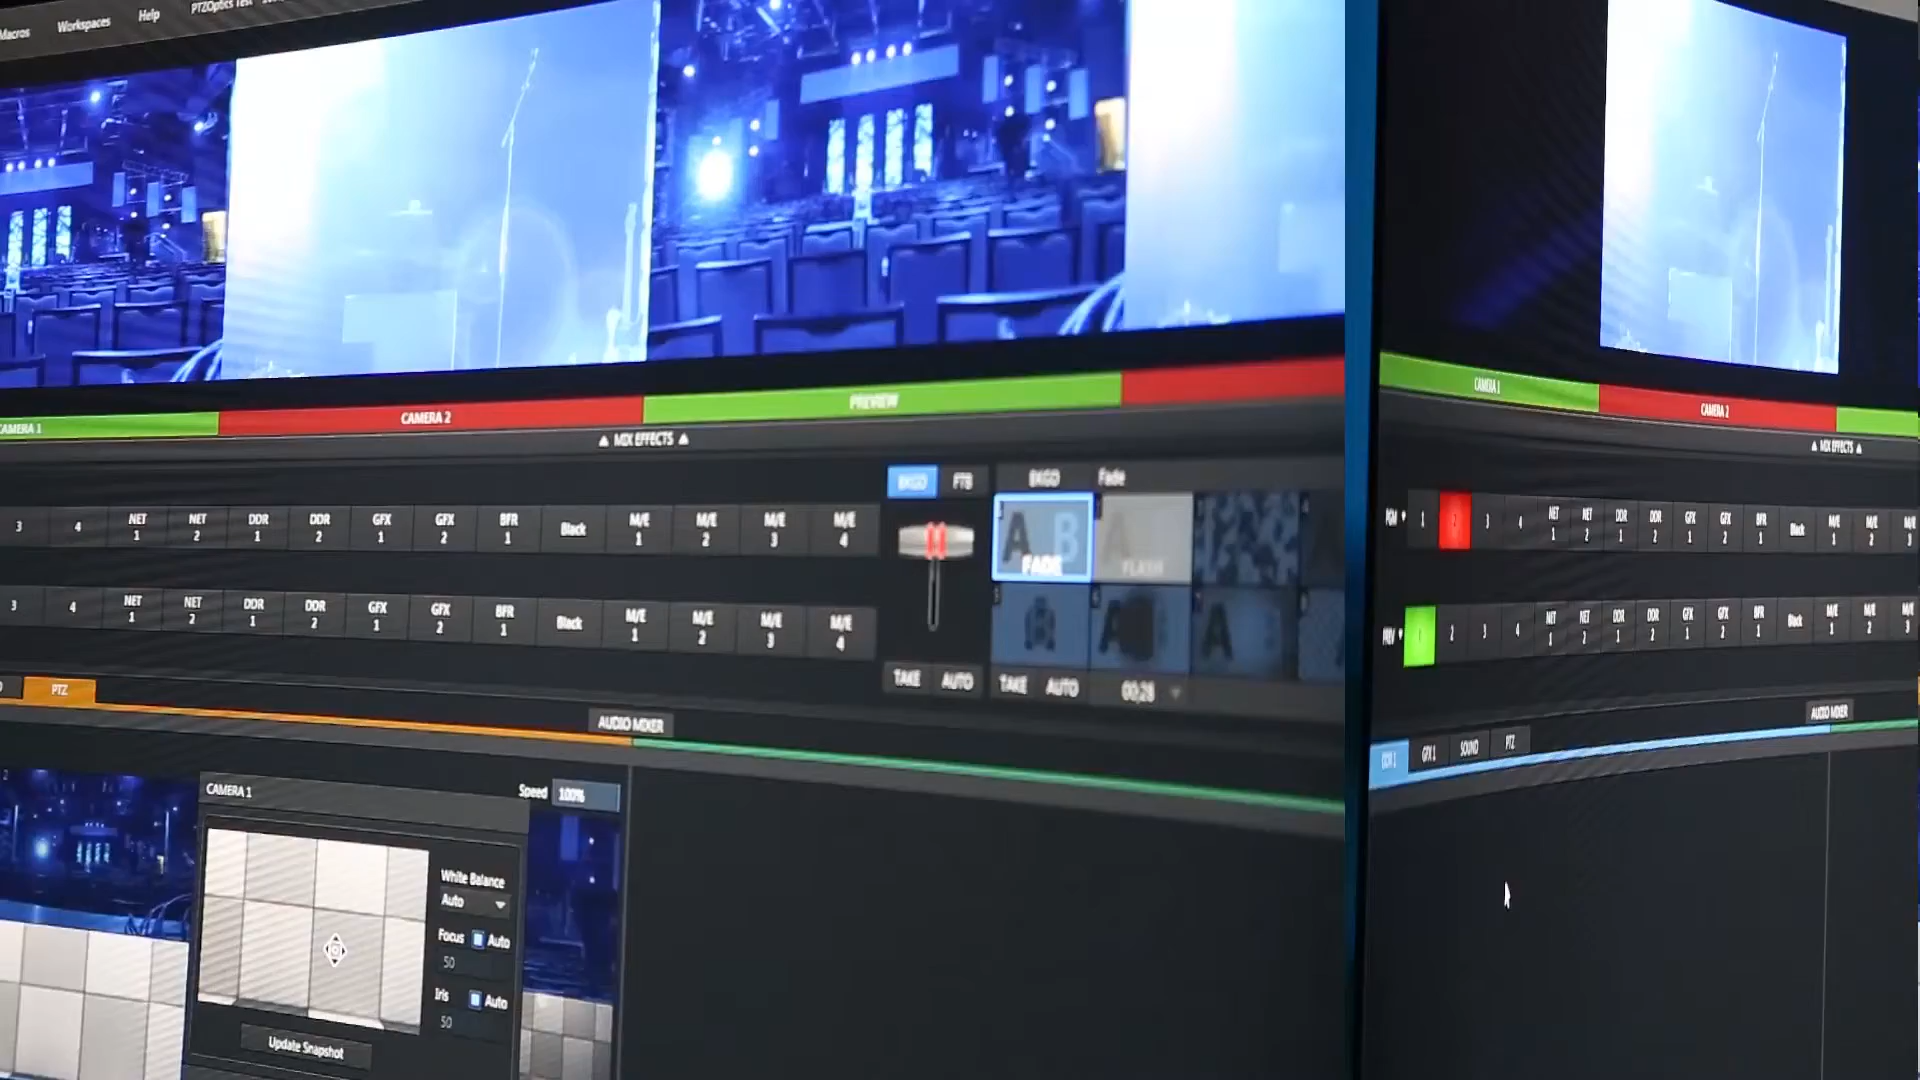 Macros Workspaces Help PTZOptics Test
CAMERA 1 CAMERA 2 PREVIEW
▲ MIX EFFECTS ▲
BKGD FTB BKGD Fade
3 4 NET 1 NET 2 DDR 1 DDR 2 GFX 1 GFX 2 BFR 1 Black M/E 1 M/E 2 M/E 3 M/E 4
A B FADE
A FLASH
3 4 NET 1 NET 2 DDR 1 DDR 2 GFX 1 GFX 2 BFR 1 Black M/E 1 M/E 2 M/E 3 M/E 4
A A
TAKE AUTO TAKE AUTO 00;28
PTZ
AUDIO MIXER
2
CAMERA 1 Speed 100%
White Balance
Auto
Focus Auto
50
Iris Auto
50
Update Snapshot
CAMERA 1 CAMERA 2
▲ MIX EFFECTS ▲
PGM 1 2 3 4 NET 1 NET 2 DDR 1 DDR 2 GFX 1 GFX 2 BFR 1 Black M/E 1 M/E 2 M/E 3
PRV 1 2 3 4 NET 1 NET 2 DDR 1 DDR 2 GFX 1 GFX 2 BFR 1 Black M/E 1 M/E 2 M/E 3
AUDIO MIXER
DDR 1 GFX 1 SOUND PTZ